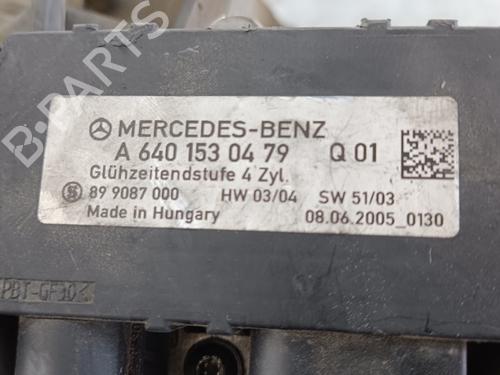 MERCEDES-BENZ
A 640 153 04 79 Q 01
Glühzeitendstufe 4 Zyl.
89 9087 000 HW 03/04 SW 51/03
Made in Hungary 08.06.2005_0130
PBT-GF30<
B-Parts